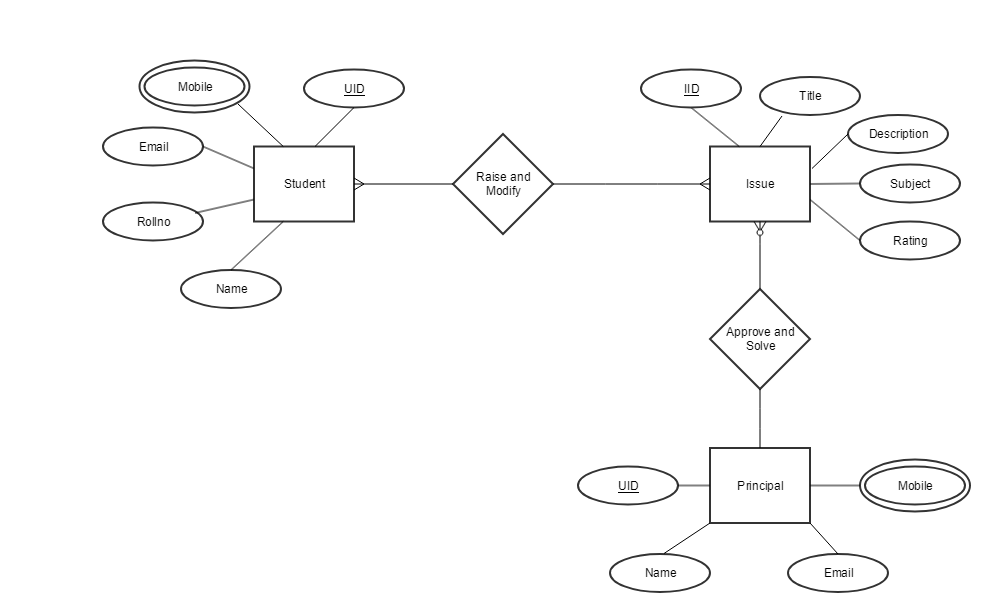 Mobile
UID
IID
Title
Email
Description
Student
Raise and
Modify
Issue
Subject
Rollno
Rating
Name
Approve and
Solve
UID
Principal
Mobile
Name
Email